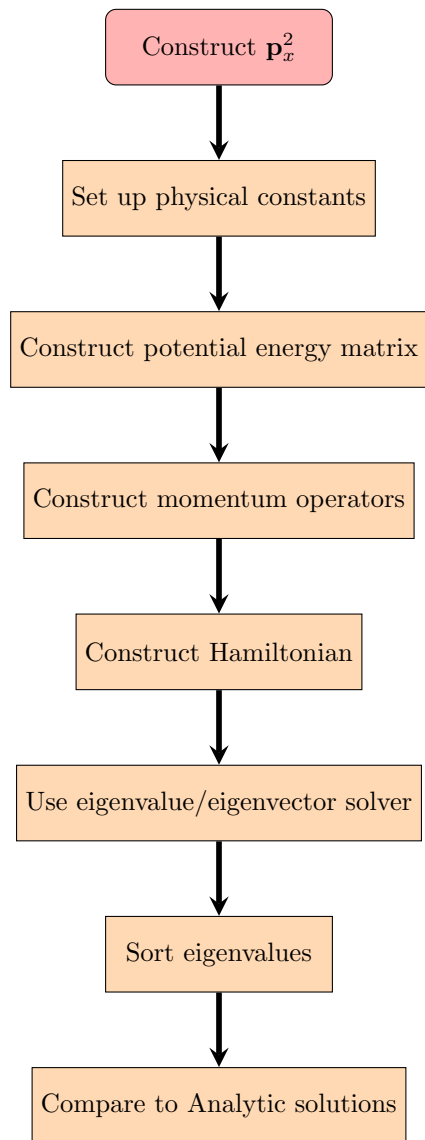 Construct $\mathbf{p}_x^2$
Set up physical constants
Construct potential energy matrix
Construct momentum operators
Construct Hamiltonian
Use eigenvalue/eigenvector solver
Sort eigenvalues
Compare to Analytic solutions